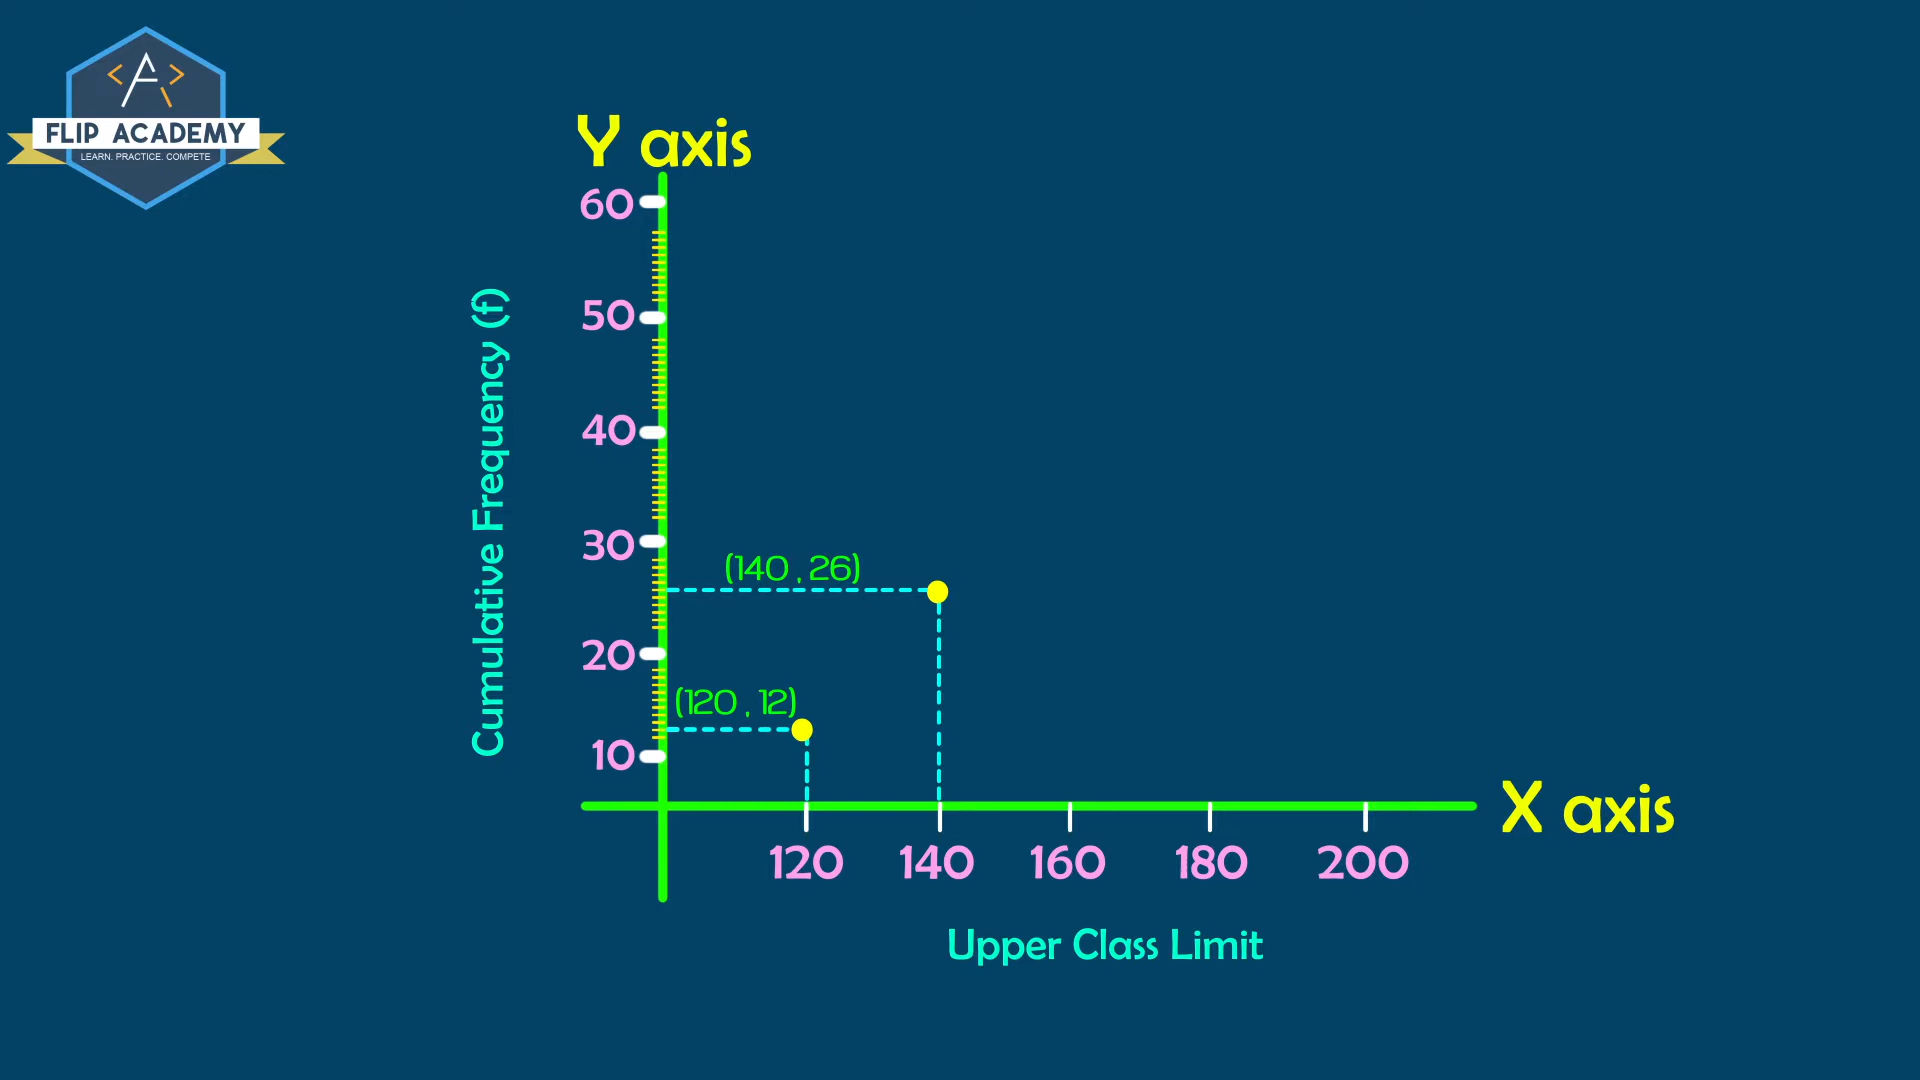 FLIP ACADEMY
LEARN. PRACTICE. COMPETE
Y axis
60
50
40
30
20
10
Cumulative Frequency (f)
(140 , 26)
(120 , 12)
X axis
120 140 160 180 200
Upper Class Limit